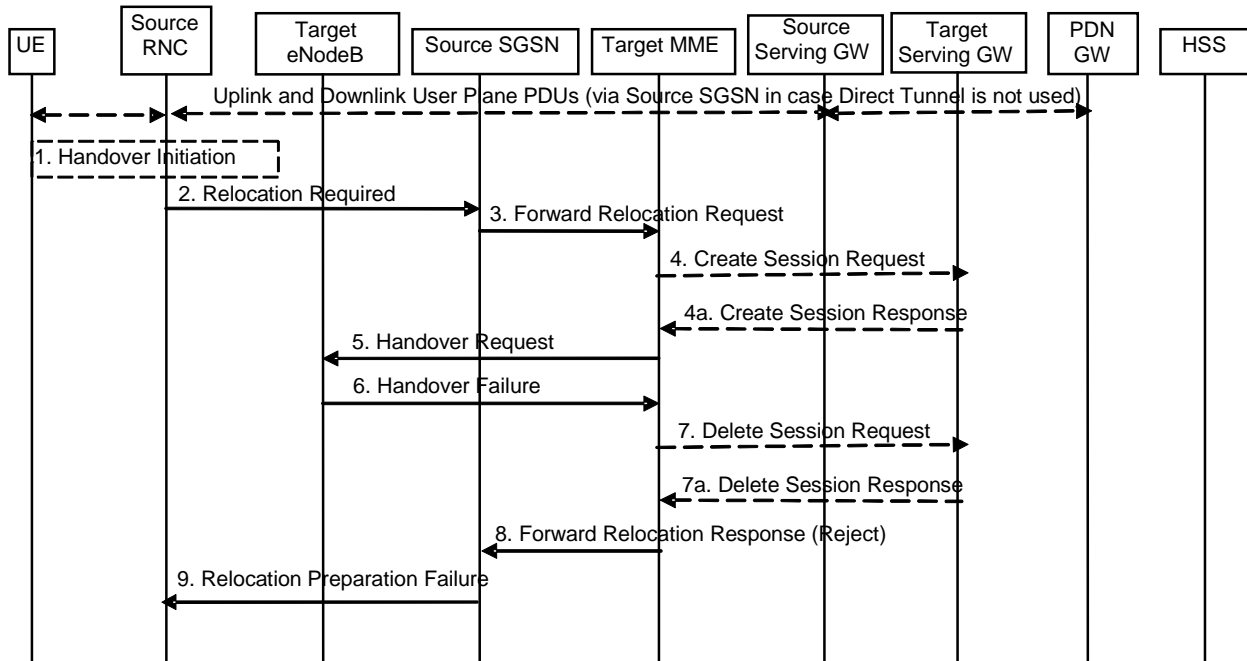 UE
Source
RNC
Target
eNodeB
Source SGSN
Target MME
Source
Serving GW
Target
Serving GW
PDN
GW
HSS
Uplink and Downlink User Plane PDUs (via Source SGSN in case Direct Tunnel is not used)
1. Handover Initiation
2. Relocation Required
3. Forward Relocation Request
4. Create Session Request
4a. Create Session Response
5. Handover Request
6. Handover Failure
7. Delete Session Request
7a. Delete Session Response
8. Forward Relocation Response (Reject)
9. Relocation Preparation Failure